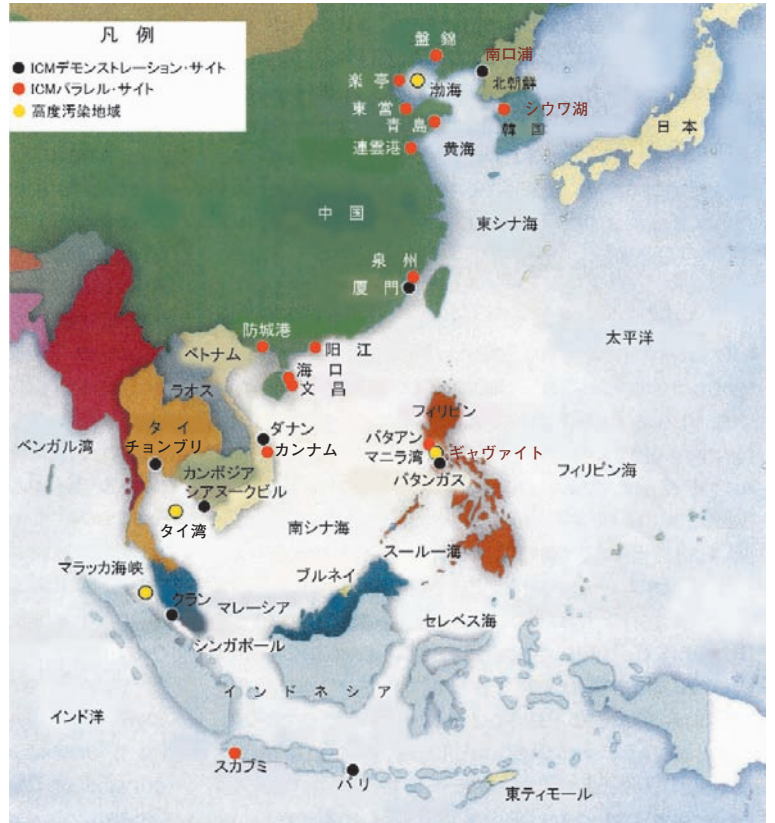 凡例
ICMデモンストレーション・サイト
ICMパラレル・サイト
高度汚染地域
盤錦
南口浦
楽亭
渤海
北朝鮮
東営
シウワ湖
青島
韓国
日本
連雲港
黄海
中国
東シナ海
泉州
厦門
太平洋
防城港
ベトナム
阳江
海口
文昌
ラオス
タイ
フィリピン
ベンガル湾
チョンブリ
ダナン
カンナム
バタアン
マニラ湾
ギャヴァイト
カンボジア
シアヌークビル
バタンガス
フィリピン海
タイ湾
南シナ海
スールー海
マラッカ海峡
ブルネイ
クラン
マレーシア
セレベス海
シンガポール
インドネシア
インド洋
スカブミ
バリ
東ティモール